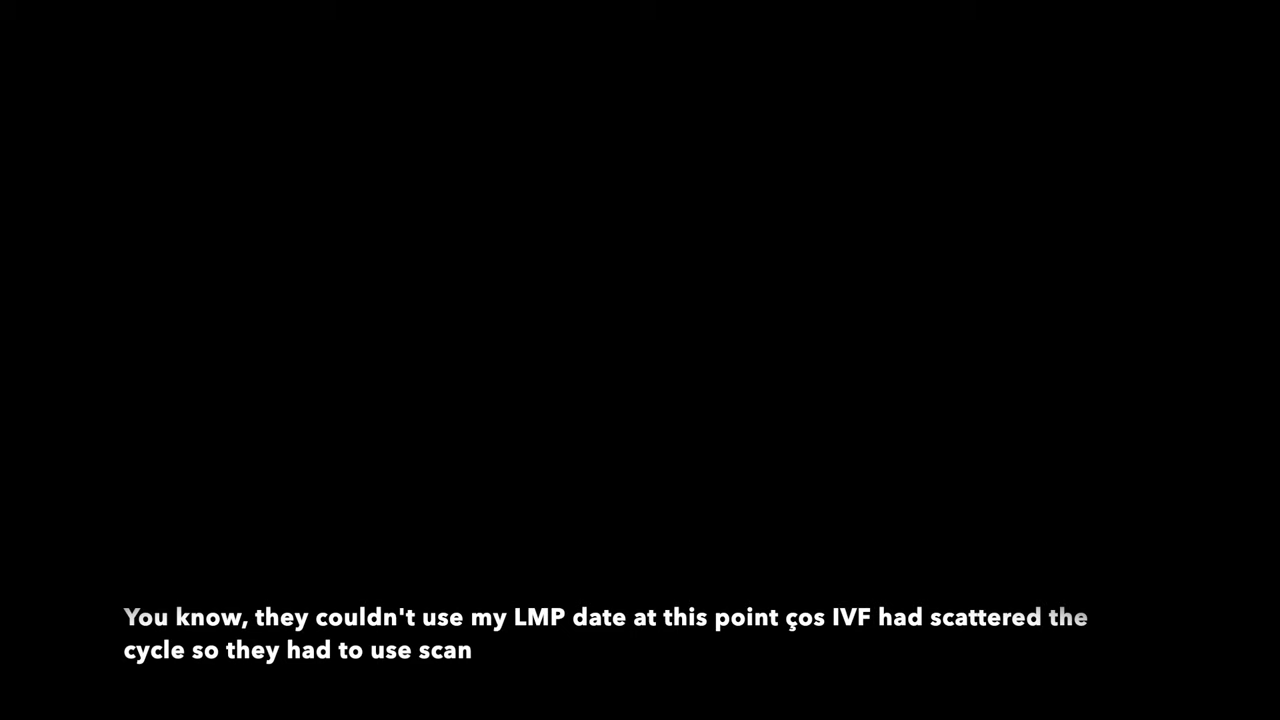 You know, they couldn't use my LMP date at this point ços IVF had scattered the
cycle so they had to use scan